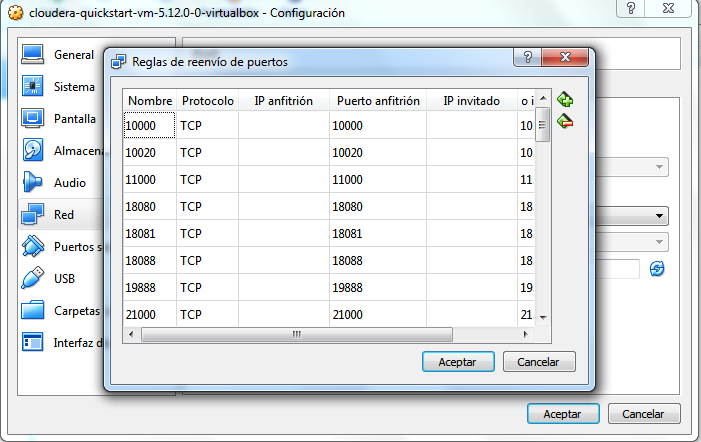 cloudera-quickstart-vm-5.12.0-0-virtualbox - Configuración
General
Sistema
Pantalla
Almacena
Audio
Red
Puertos s
USB
Carpetas
Interfaz d
Reglas de reenvío de puertos
Nombre Protocolo IP anfitrión Puerto anfitrión IP invitado o i
10000 TCP 10000 10
10020 TCP 10020 10
11000 TCP 11000 11
18080 TCP 18080 18
18081 TCP 18081 18
18088 TCP 18088 18
19888 TCP 19888 19
21000 TCP 21000 21
Aceptar Cancelar
Aceptar Cancelar